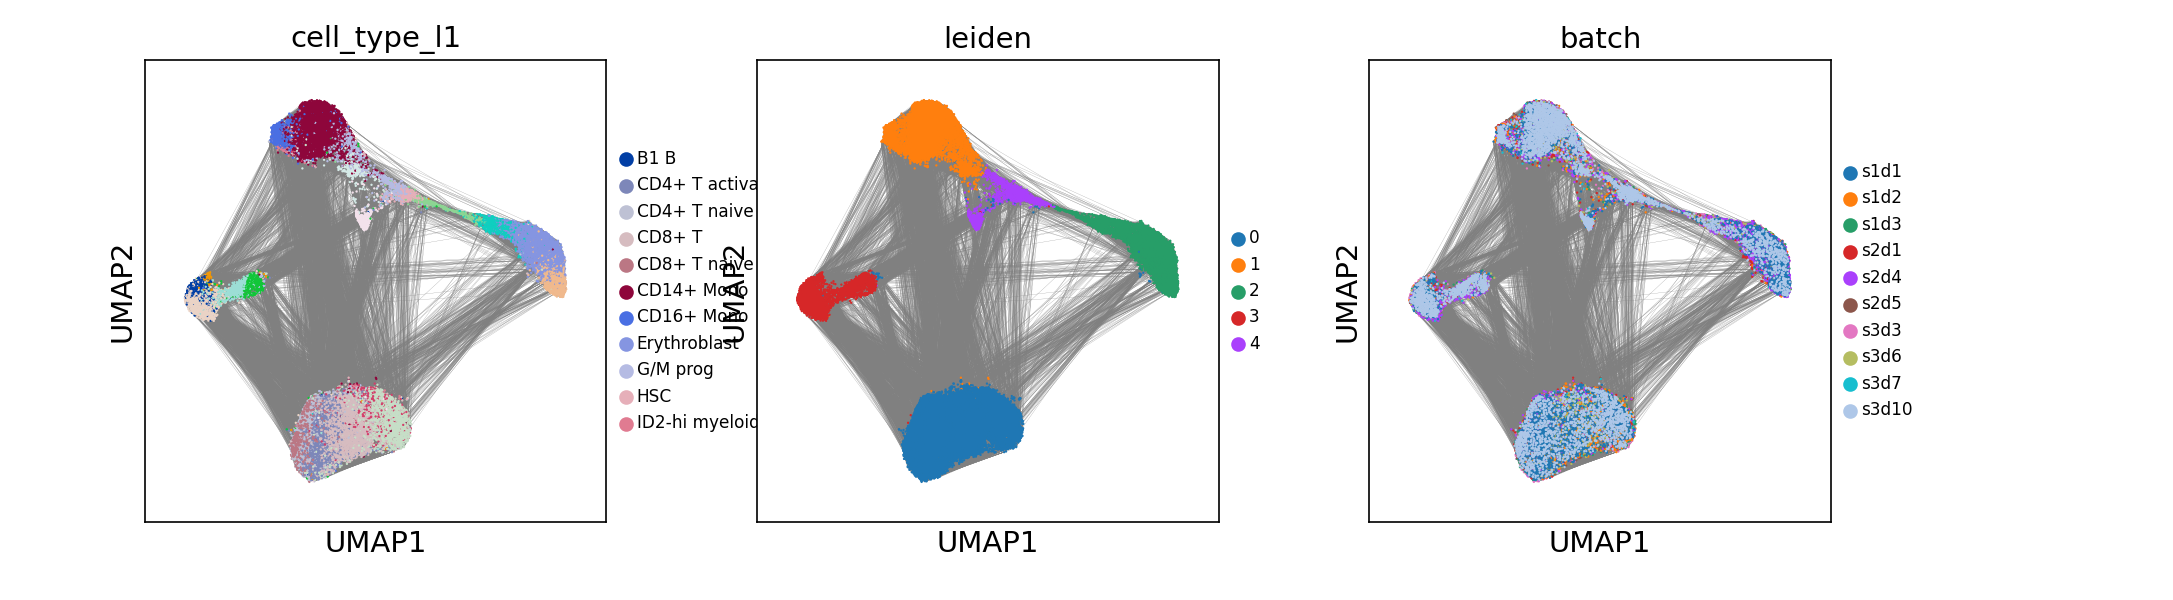 cell_type_l1
UMAP2
UMAP1
B1 B
CD4+ T activa
CD4+ T naive
CD8+ T
CD8+ T naive
CD14+ Mono
CD16+ Mono
Erythroblast
G/M prog
HSC
ID2-hi myeloid
leiden
UMAP2
UMAP1
0
1
2
3
4
batch
UMAP2
UMAP1
s1d1
s1d2
s1d3
s2d1
s2d4
s2d5
s3d3
s3d6
s3d7
s3d10